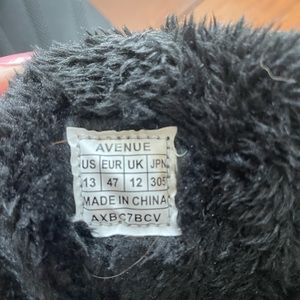 AVENUE
US EUR UK JPN
13 47 12 305
MADE IN CHINA
AXBC7BCV